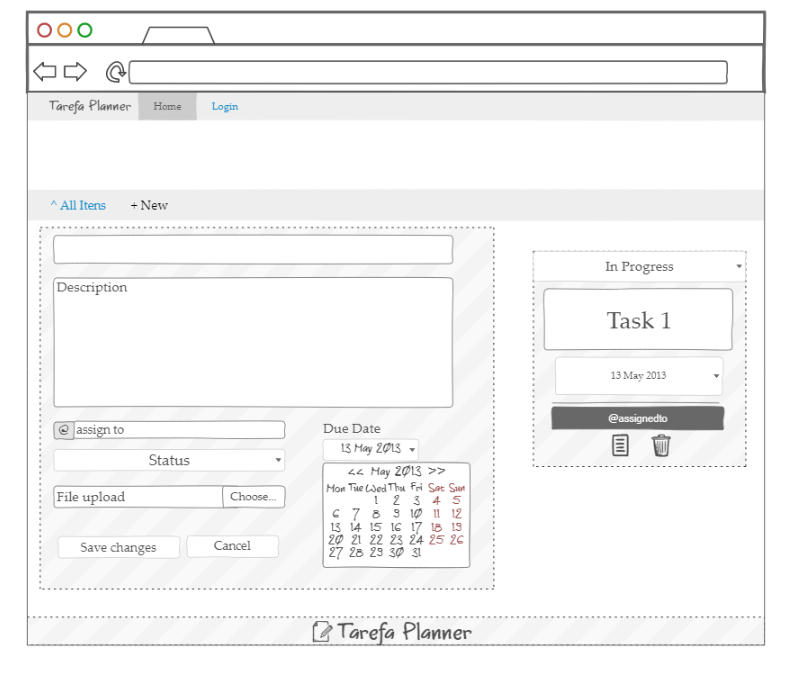 Tarefa Planner Home Login
^ All Itens + New
Description
@ assign to
Status
File upload Choose...
Save changes Cancel
Due Date
13 May 2013
<< May 2013 >>
Mon Tue Wed Thu Fri Sat Sun
1 2 3 4 5
6 7 8 9 10 11 12
13 14 15 16 17 18 19
20 21 22 23 24 25 26
27 28 29 30 31
In Progress
Task 1
13 May 2013
@assignedto
Tarefa Planner